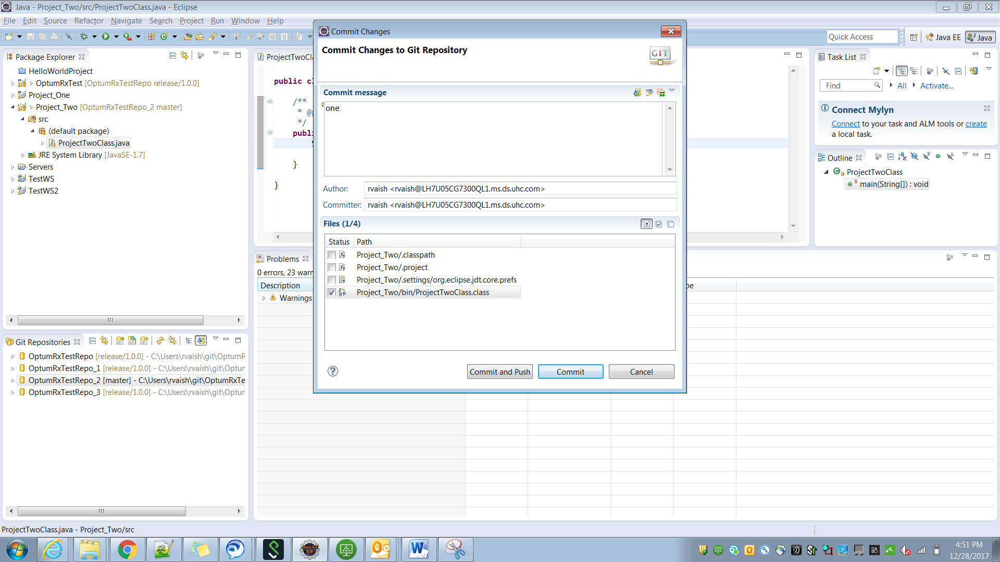 Java - Project_Two/src/ProjectTwoClass.java - Eclipse
File Edit Source Refactor Navigate Search Project Run Window Help
Quick Access
Java EE
Java
Package Explorer
HelloWorldProject
> OptumRxTest [OptumRxTestRepo release/1.0.0]
Project_One
> Project_Two [OptumRxTestRepo_2 master]
src
(default package)
ProjectTwoClass.java
JRE System Library [JavaSE-1.7]
Servers
TestWS
TestWS2
Git Repositories
OptumRxTestRepo [release/1.0.0] - C:\Users\rvaish\git\OptumR
OptumRxTestRepo_1 [release/1.0.0] - C:\Users\rvaish\git\Optur
OptumRxTestRepo_2 [master] - C:\Users\rvaish\git\OptumRxTe
OptumRxTestRepo_3 [release/1.0.0] - C:\Users\rvaish\git\Optur
ProjectTwoCla
public cl
/**
* @p
*/
publi
}
}
Problems
0 errors, 23 warn
Description
Warnings
pe
Commit Changes
Commit Changes to Git Repository
GIT
Commit message
one
Author: rvaish <rvaish@LH7U05CG7300QL1.ms.ds.uhc.com>
Committer: rvaish <rvaish@LH7U05CG7300QL1.ms.ds.uhc.com>
Files (1/4)
Status Path
Project_Two/.classpath
Project_Two/.project
Project_Two/.settings/org.eclipse.jdt.core.prefs
Project_Two/bin/ProjectTwoClass.class
Commit and Push
Commit
Cancel
Task List
Find
All
Activate...
Connect Mylyn
Connect to your task and ALM tools or create
a local task.
Outline
ProjectTwoClass
main(String[]) : void
ProjectTwoClass.java - Project_Two/src
4:51 PM
12/28/2017